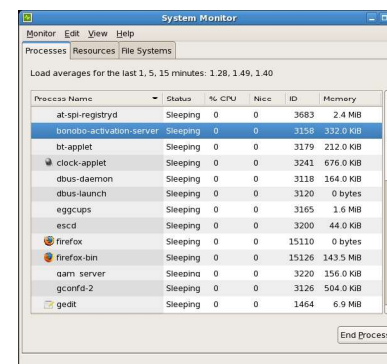 System Monitor
Monitor Edit View Help
Processes Resources File Systems
Load averages for the last 1, 5, 15 minutes: 1.28, 1.49, 1.40
Process Name Status % CPU Nice ID Memory
at-spi-registryd Sleeping 0 0 3683 2.4 MiB
bonobo-activation-server Sleeping 0 0 3158 332.0 KiB
bt-applet Sleeping 0 0 3179 212.0 KiB
clock-applet Sleeping 0 0 3241 676.0 KiB
dbus-daemon Sleeping 0 0 3118 164.0 KiB
dbus-launch Sleeping 0 0 3120 0 bytes
eggcups Sleeping 0 0 3165 1.6 MiB
escd Sleeping 0 0 3200 44.0 KiB
firefox Sleeping 0 0 15110 0 bytes
firefox-bin Sleeping 0 0 15126 143.5 MiB
gam_server Sleeping 0 0 3220 156.0 KiB
gconfd-2 Sleeping 0 0 3126 504.0 KiB
gedit Sleeping 0 0 1464 6.9 MiB
End Process